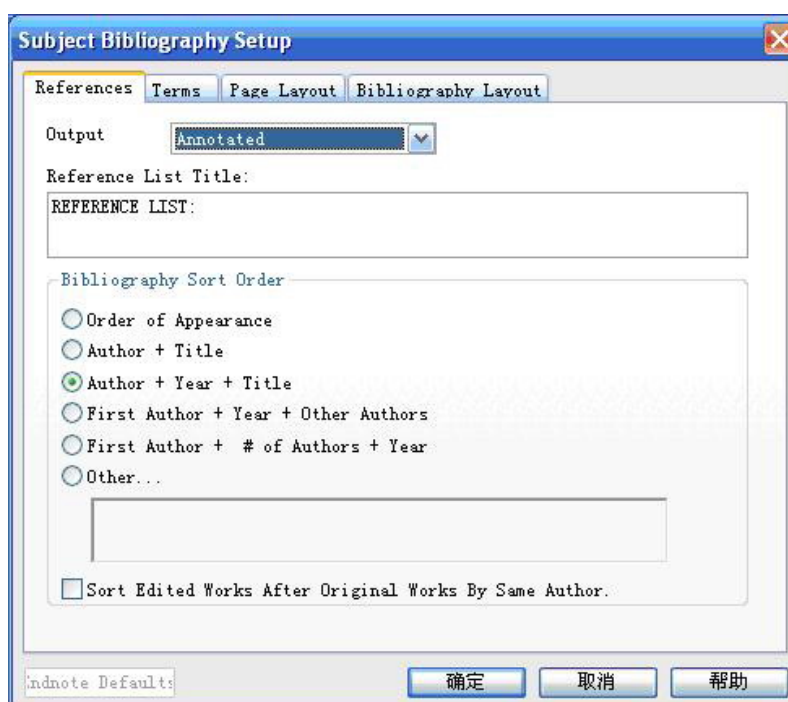 Subject Bibliography Setup
References Terms Page Layout Bibliography Layout
Output Annotated
Reference List Title:
REFERENCE LIST:
Bibliography Sort Order
Order of Appearance
Author + Title
Author + Year + Title
First Author + Year + Other Authors
First Author + # of Authors + Year
Other...
Sort Edited Works After Original Works By Same Author.
Endnote Defaults 确定 取消 帮助